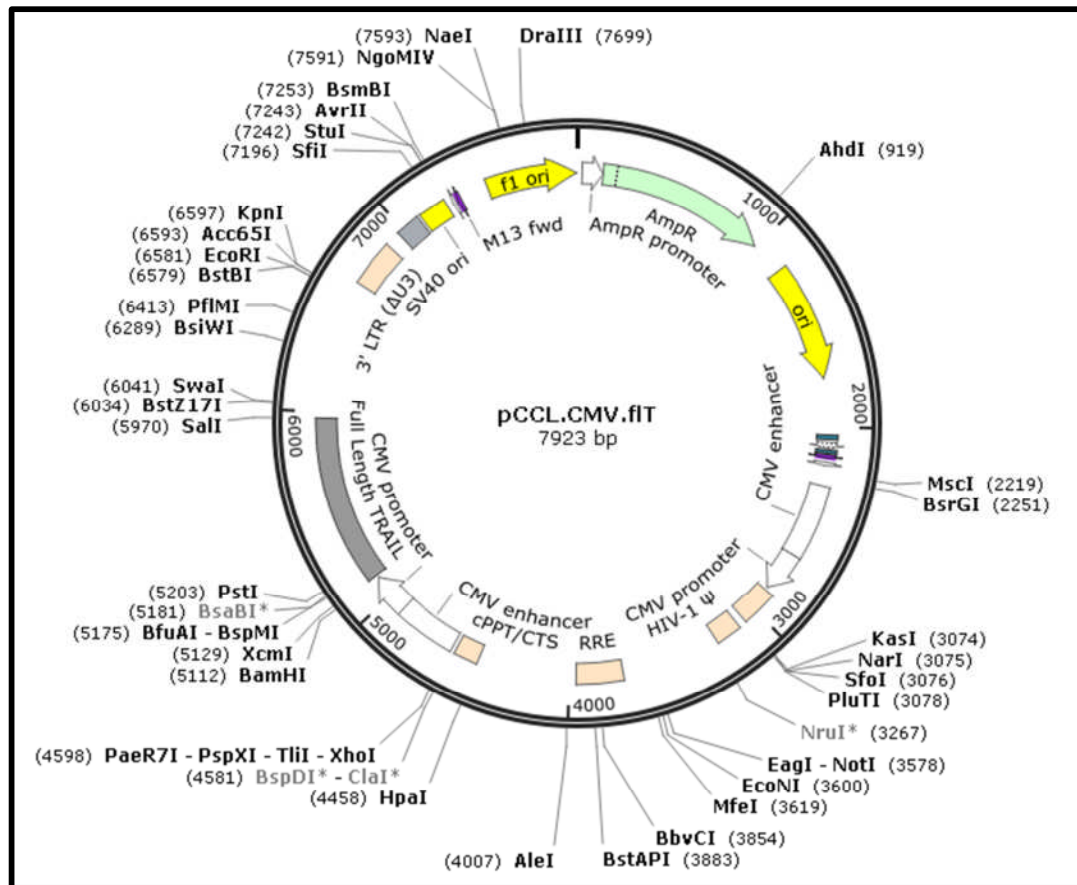 (7593) NaeI
(7591) NgoMIV
DraIII (7699)
(7253) BsmBI
(7243) AvrII
(7242) StuI
(7196) SfiI
AhdI (919)
(6597) KpnI
(6593) Acc65I
(6581) EcoRI
(6579) BstBI
(6413) PflMI
(6289) BsiWI
(6041) SwaI
(6034) BstZ17I
(5970) SalI
f1 ori
M13 fwd
AmpR promoter
AmpR
1000
7000
SV40 ori
3' LTR (ΔU3)
ori
2000
CMV enhancer
pCCL.CMV.flT
7923 bp
6000
CMV promoter
Full Length TRAIL
MscI (2219)
BsrGI (2251)
(5203) PstI
(5181) BsaBI*
(5175) BfuAI - BspMI
(5129) XcmI
(5112) BamHI
5000
CMV enhancer
cPPT/CTS
RRE
CMV promoter
HIV-1 Ψ
3000
4000
KasI (3074)
NarI (3075)
SfoI (3076)
PluTI (3078)
NruI* (3267)
EagI - NotI (3578)
EcoNI (3600)
MfeI (3619)
BbvCI (3854)
BstAPI (3883)
(4007) AleI
(4598) PaeR7I - PspXI - TliI - XhoI
(4581) BspDI* - ClaI*
(4458) HpaI